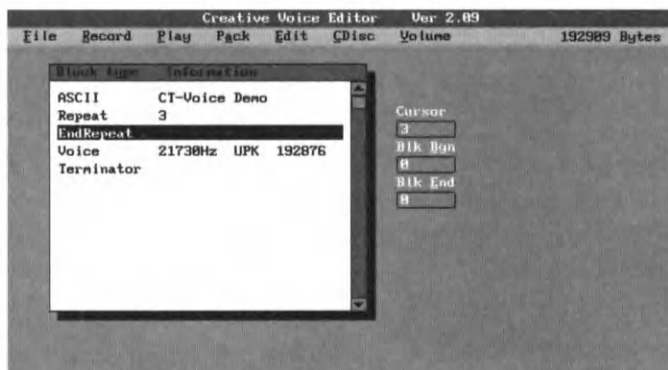 Creative Voice Editor Ver 2.09
File Record Play Pack Edit CDisc Volume 192909 Bytes
Block type Information
ASCII CT-Voice Demo
Repeat 3
EndRepeat
Voice 21730Hz UPK 192876
Terminator
Cursor
3
Blk Bgn
0
Blk End
0